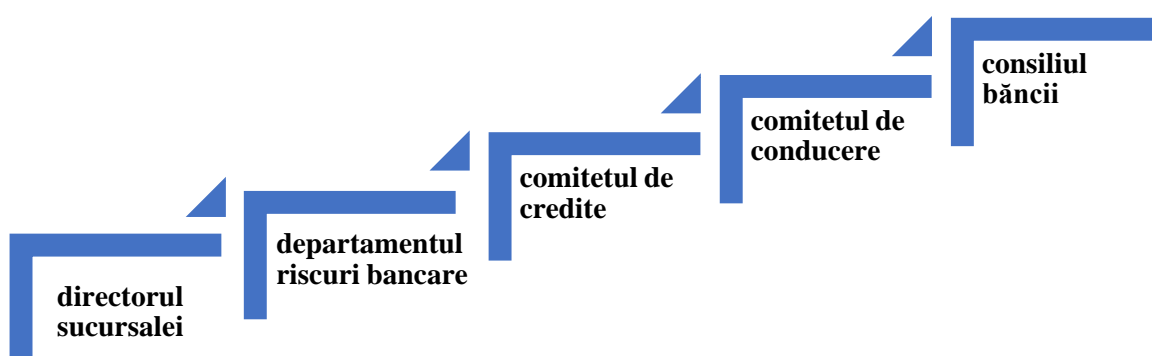 directorul
sucursalei
departamentul
riscuri bancare
comitetul de
credite
comitetul de
conducere
consiliul
băncii